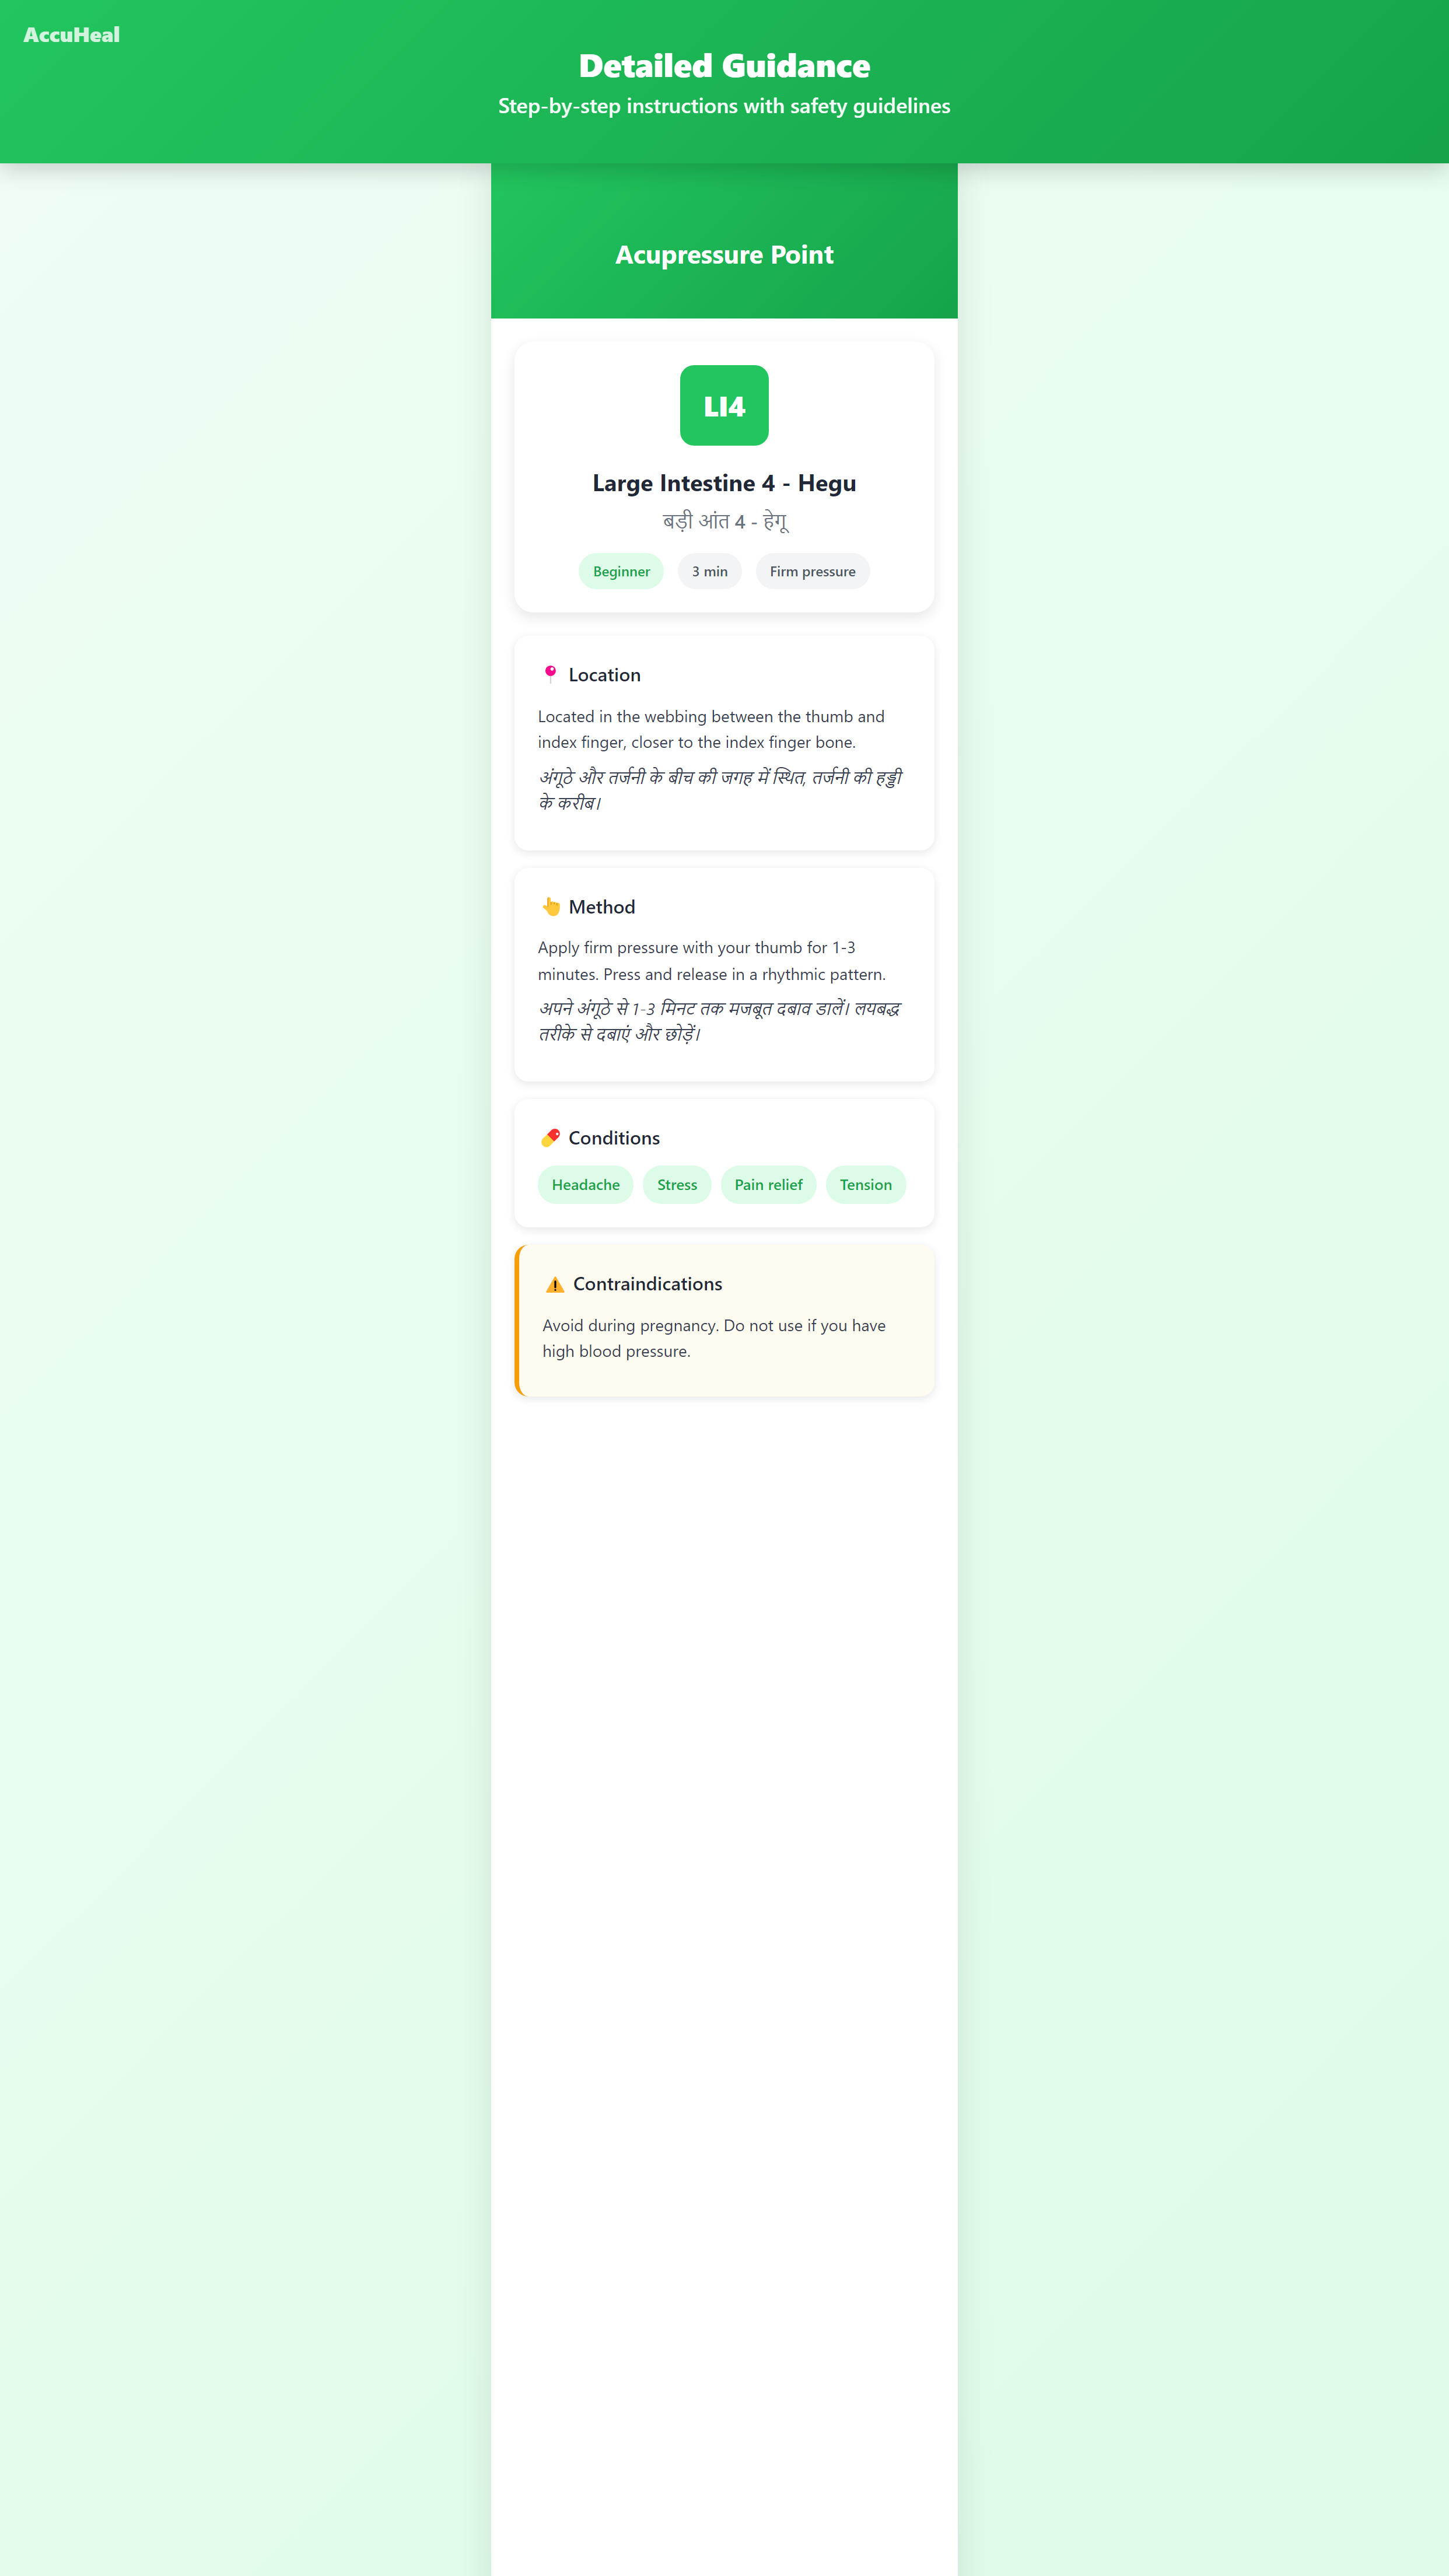 AccuHeal
Detailed Guidance
Step-by-step instructions with safety guidelines
Acupressure Point
LI4
Large Intestine 4 - Hegu
बड़ी आंत 4 - हेगू
Beginner
3 min
Firm pressure
Location
Located in the webbing between the thumb and
index finger, closer to the index finger bone.
अंगूठे और तर्जनी के बीच की जगह में स्थित, तर्जनी की हड्डी
के करीब।
Method
Apply firm pressure with your thumb for 1-3
minutes. Press and release in a rhythmic pattern.
अपने अंगूठे से 1-3 मिनट तक मजबूत दबाव डालें। लयबद्ध
तरीके से दबाएं और छोड़ें।
Conditions
Headache
Stress
Pain relief
Tension
Contraindications
Avoid during pregnancy. Do not use if you have
high blood pressure.